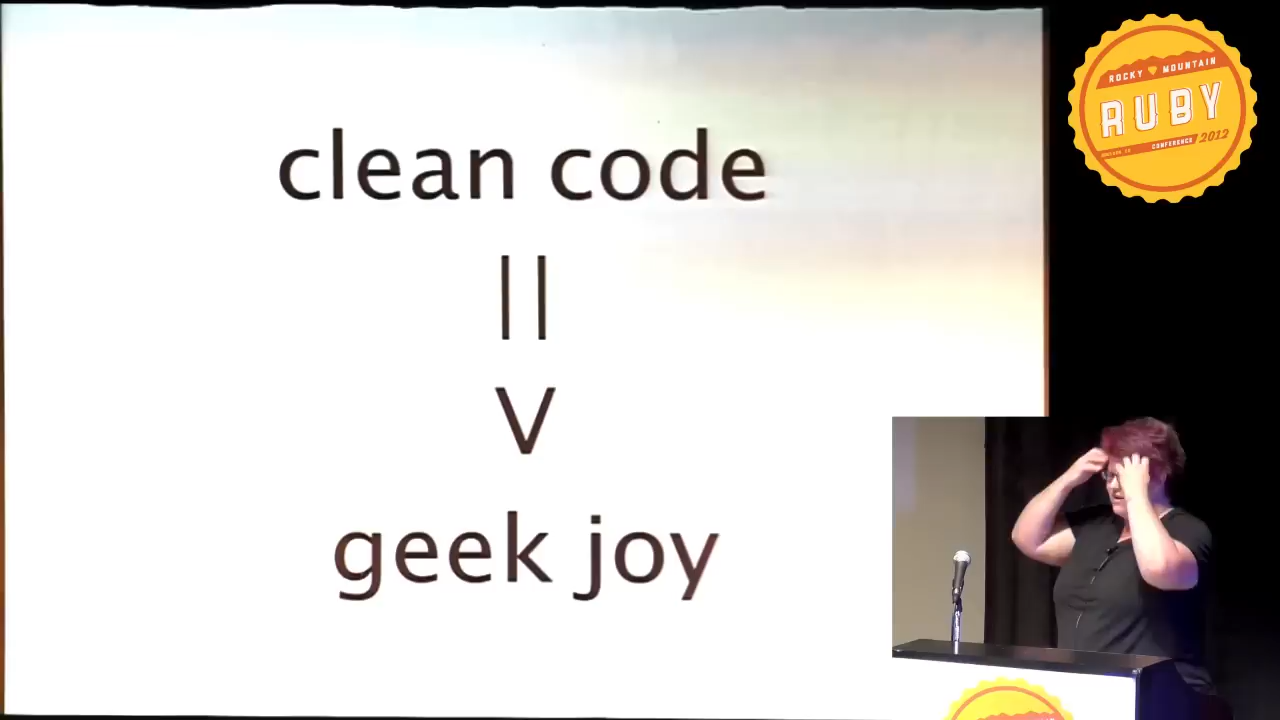 clean code
||
V
geek joy
ROCKY MOUNTAIN
RUBY
CONFERENCE 2012